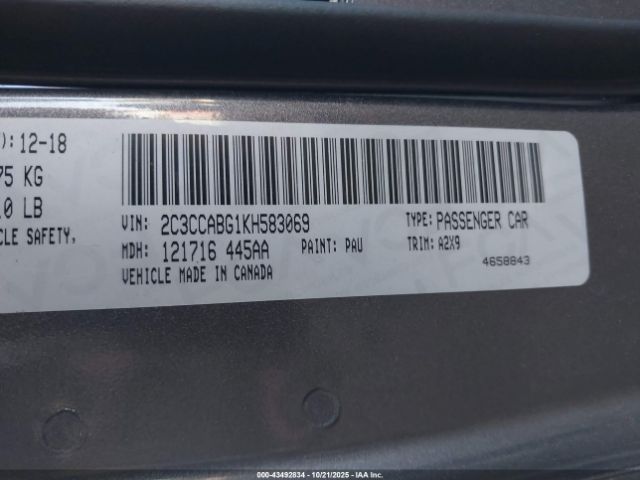 ): 12-18
75 KG
0 LB
CLE SAFETY,
VIN: 2C3CCABG1KH583069
TYPE: PASSENGER CAR
MDH: 121716 445AA
PAINT: PAU
TRIM: A2X9
VEHICLE MADE IN CANADA
4658843
000-43492634 | 10/21/2025 - IAA, Inc.